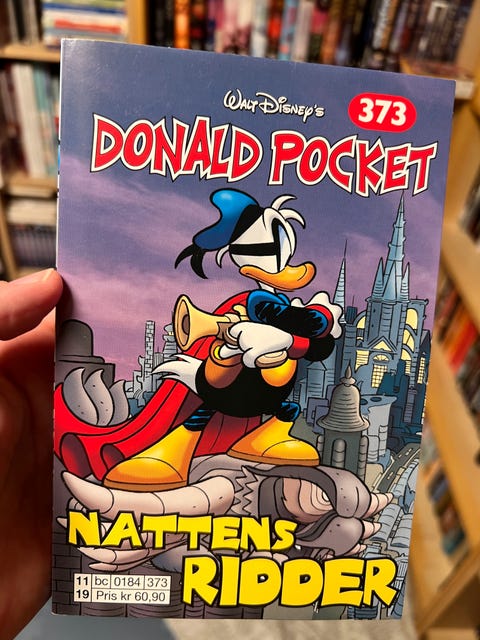 Walt Disney's
373
DONALD POCKET
NATTENS
RIDDER
11 bc 0184 373
19 Pris kr 60,90